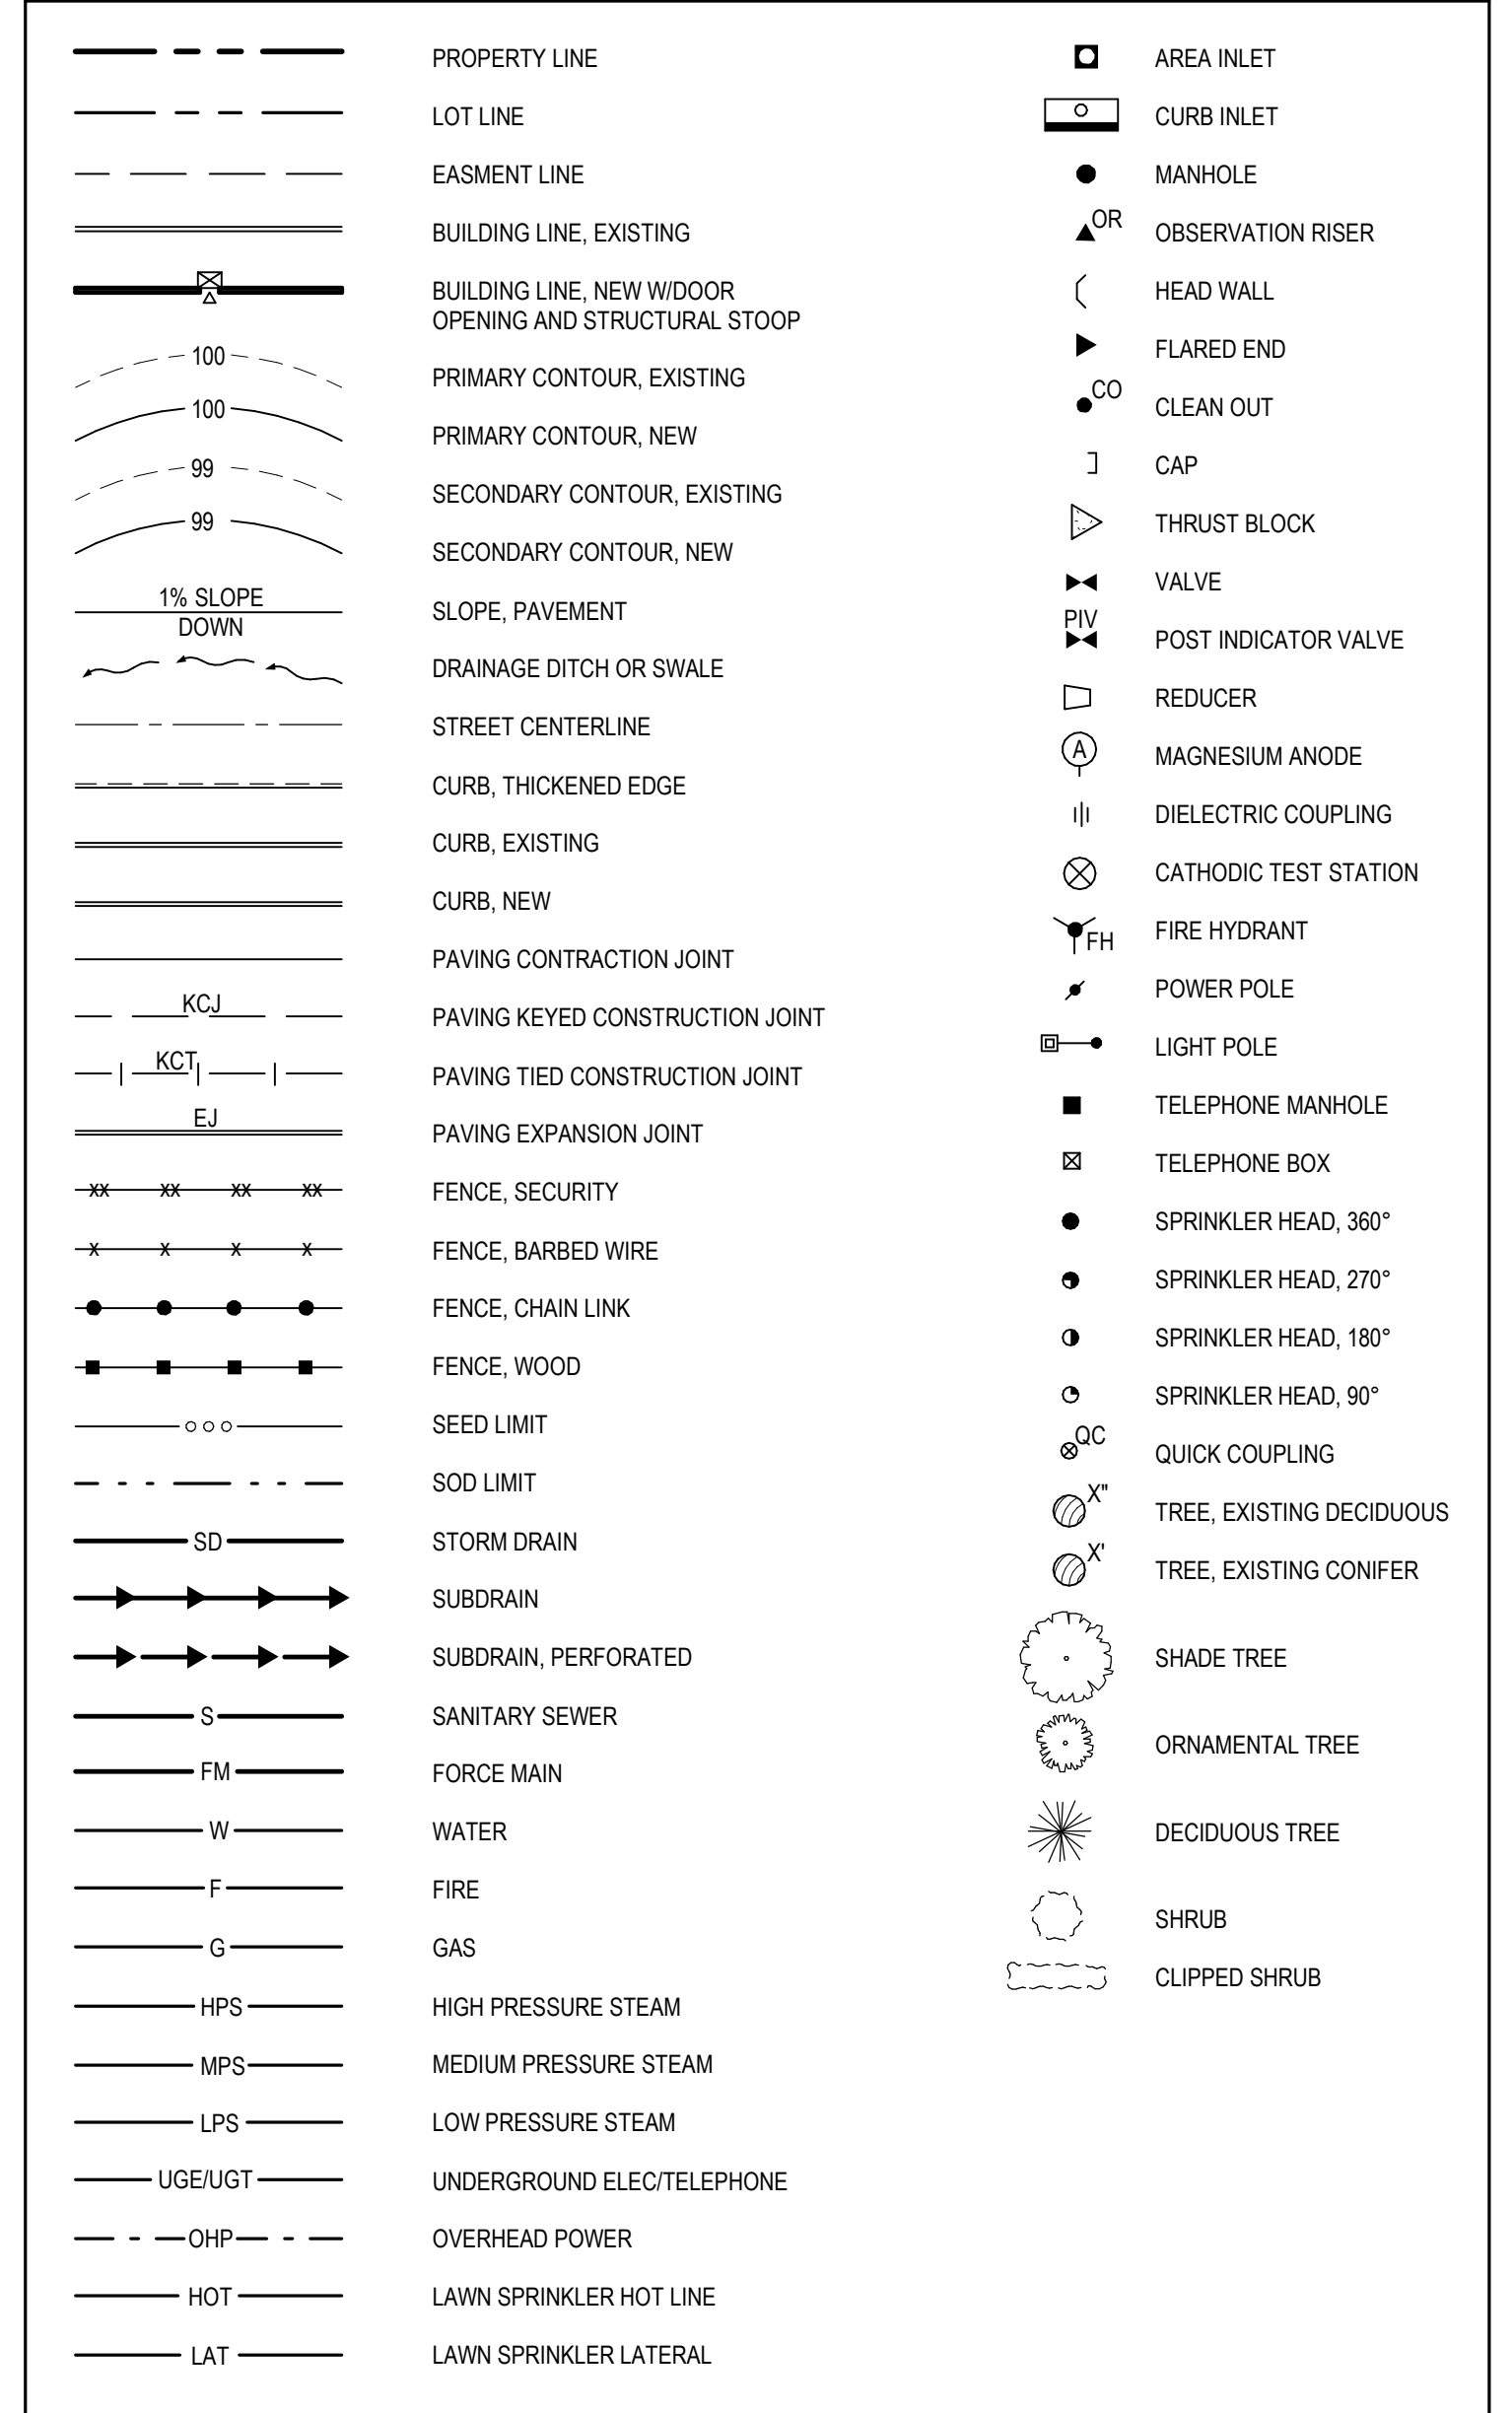 PROPERTY LINE
LOT LINE
EASMENT LINE
BUILDING LINE, EXISTING
BUILDING LINE, NEW W/DOOR
OPENING AND STRUCTURAL STOOP
100
PRIMARY CONTOUR, EXISTING
100
PRIMARY CONTOUR, NEW
99
SECONDARY CONTOUR, EXISTING
99
SECONDARY CONTOUR, NEW
1% SLOPE
DOWN
SLOPE, PAVEMENT
DRAINAGE DITCH OR SWALE
STREET CENTERLINE
CURB, THICKENED EDGE
CURB, EXISTING
CURB, NEW
PAVING CONTRACTION JOINT
KCJ
PAVING KEYED CONSTRUCTION JOINT
KCT
PAVING TIED CONSTRUCTION JOINT
EJ
PAVING EXPANSION JOINT
XX XX XX XX
FENCE, SECURITY
X X X X
FENCE, BARBED WIRE
FENCE, CHAIN LINK
FENCE, WOOD
SEED LIMIT
SOD LIMIT
SD
STORM DRAIN
SUBDRAIN
SUBDRAIN, PERFORATED
S
SANITARY SEWER
FM
FORCE MAIN
W
WATER
F
FIRE
G
GAS
HPS
HIGH PRESSURE STEAM
MPS
MEDIUM PRESSURE STEAM
LPS
LOW PRESSURE STEAM
UGE/UGT
UNDERGROUND ELEC/TELEPHONE
OHP
OVERHEAD POWER
HOT
LAWN SPRINKLER HOT LINE
LAT
LAWN SPRINKLER LATERAL
AREA INLET
CURB INLET
MANHOLE
OR
OBSERVATION RISER
HEAD WALL
FLARED END
CO
CLEAN OUT
CAP
THRUST BLOCK
VALVE
PIV
POST INDICATOR VALVE
REDUCER
A
MAGNESIUM ANODE
DIELECTRIC COUPLING
CATHODIC TEST STATION
FH
FIRE HYDRANT
POWER POLE
LIGHT POLE
TELEPHONE MANHOLE
TELEPHONE BOX
SPRINKLER HEAD, 360°
SPRINKLER HEAD, 270°
SPRINKLER HEAD, 180°
SPRINKLER HEAD, 90°
QC
QUICK COUPLING
X"
TREE, EXISTING DECIDUOUS
X'
TREE, EXISTING CONIFER
SHADE TREE
ORNAMENTAL TREE
DECIDUOUS TREE
SHRUB
CLIPPED SHRUB